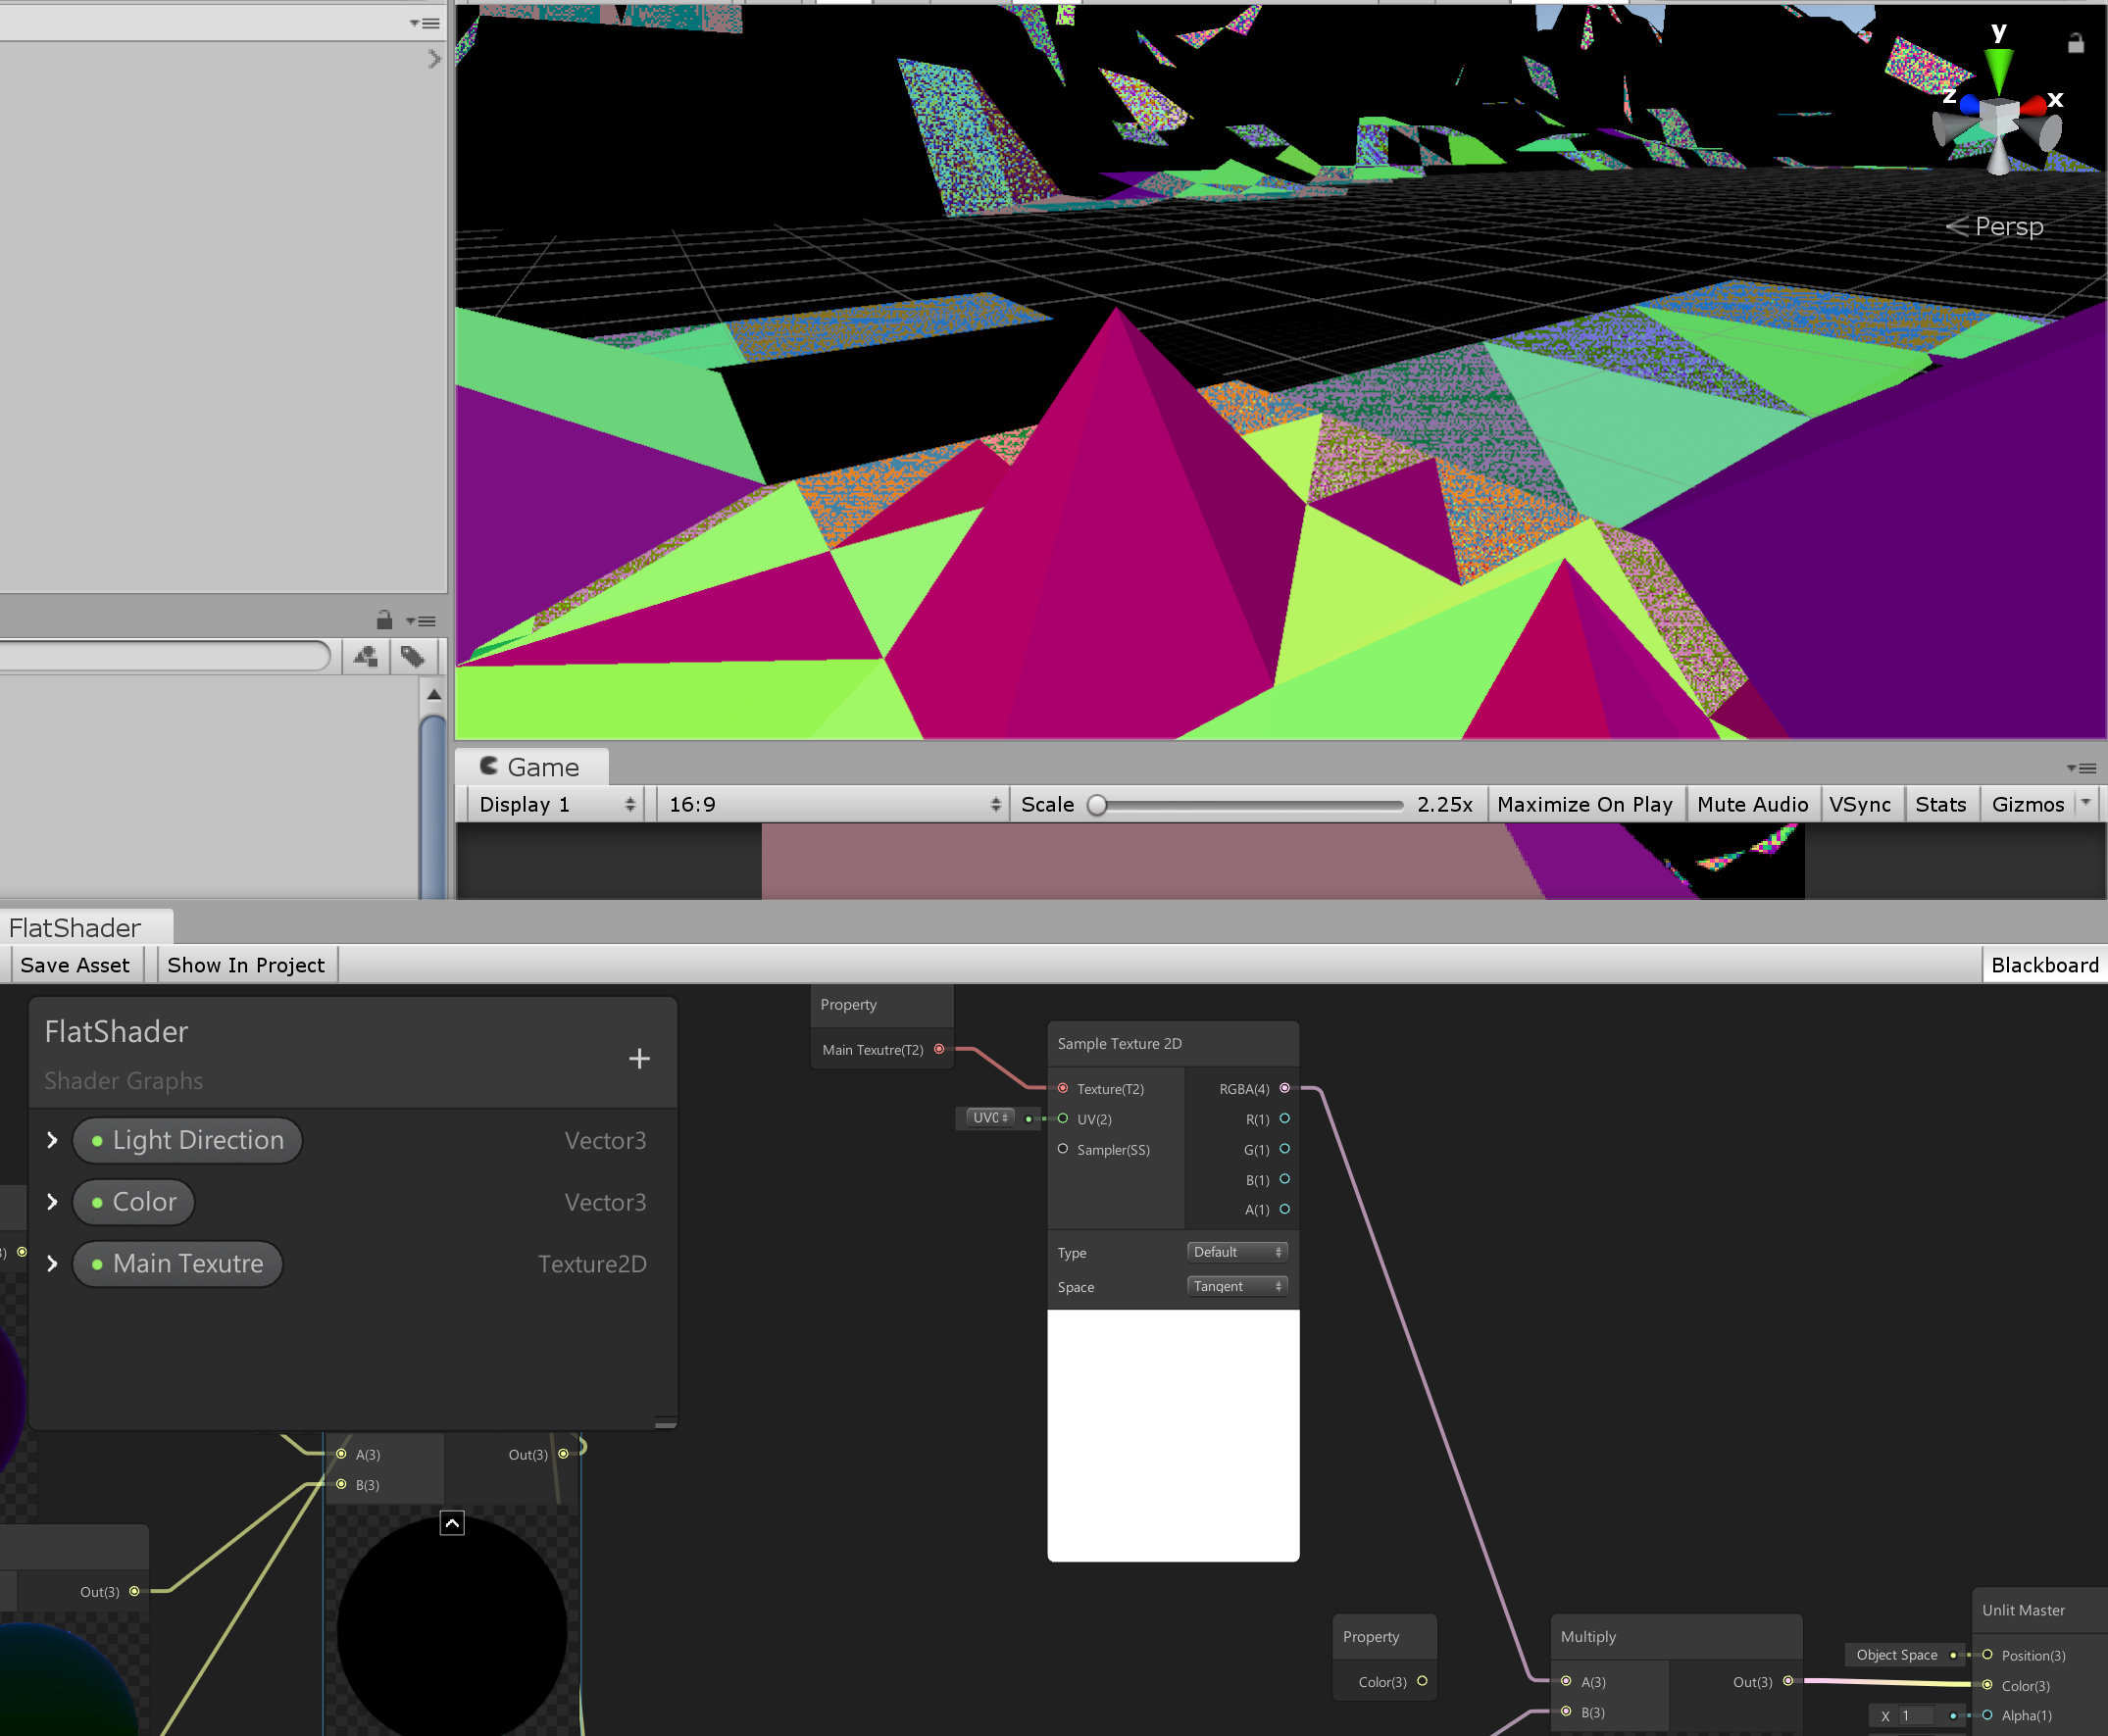 y
z
x
Persp
Game
Display 1
16:9
Scale
2.25x
Maximize On Play
Mute Audio
VSync
Stats
Gizmos
FlatShader
Save Asset
Show In Project
Blackboard
FlatShader
Shader Graphs
Light Direction
Vector3
Color
Vector3
Main Texutre
Texture2D
Property
Main Texutre(T2)
Sample Texture 2D
Texture(T2)
RGBA(4)
UV0
UV(2)
R(1)
Sampler(SS)
G(1)
B(1)
A(1)
Type
Default
Space
Tangent
A(3)
Out(3)
B(3)
Out(3)
Property
Color(3)
Multiply
A(3)
Out(3)
B(3)
Unlit Master
Object Space
Position(3)
Color(3)
X 1
Alpha(1)